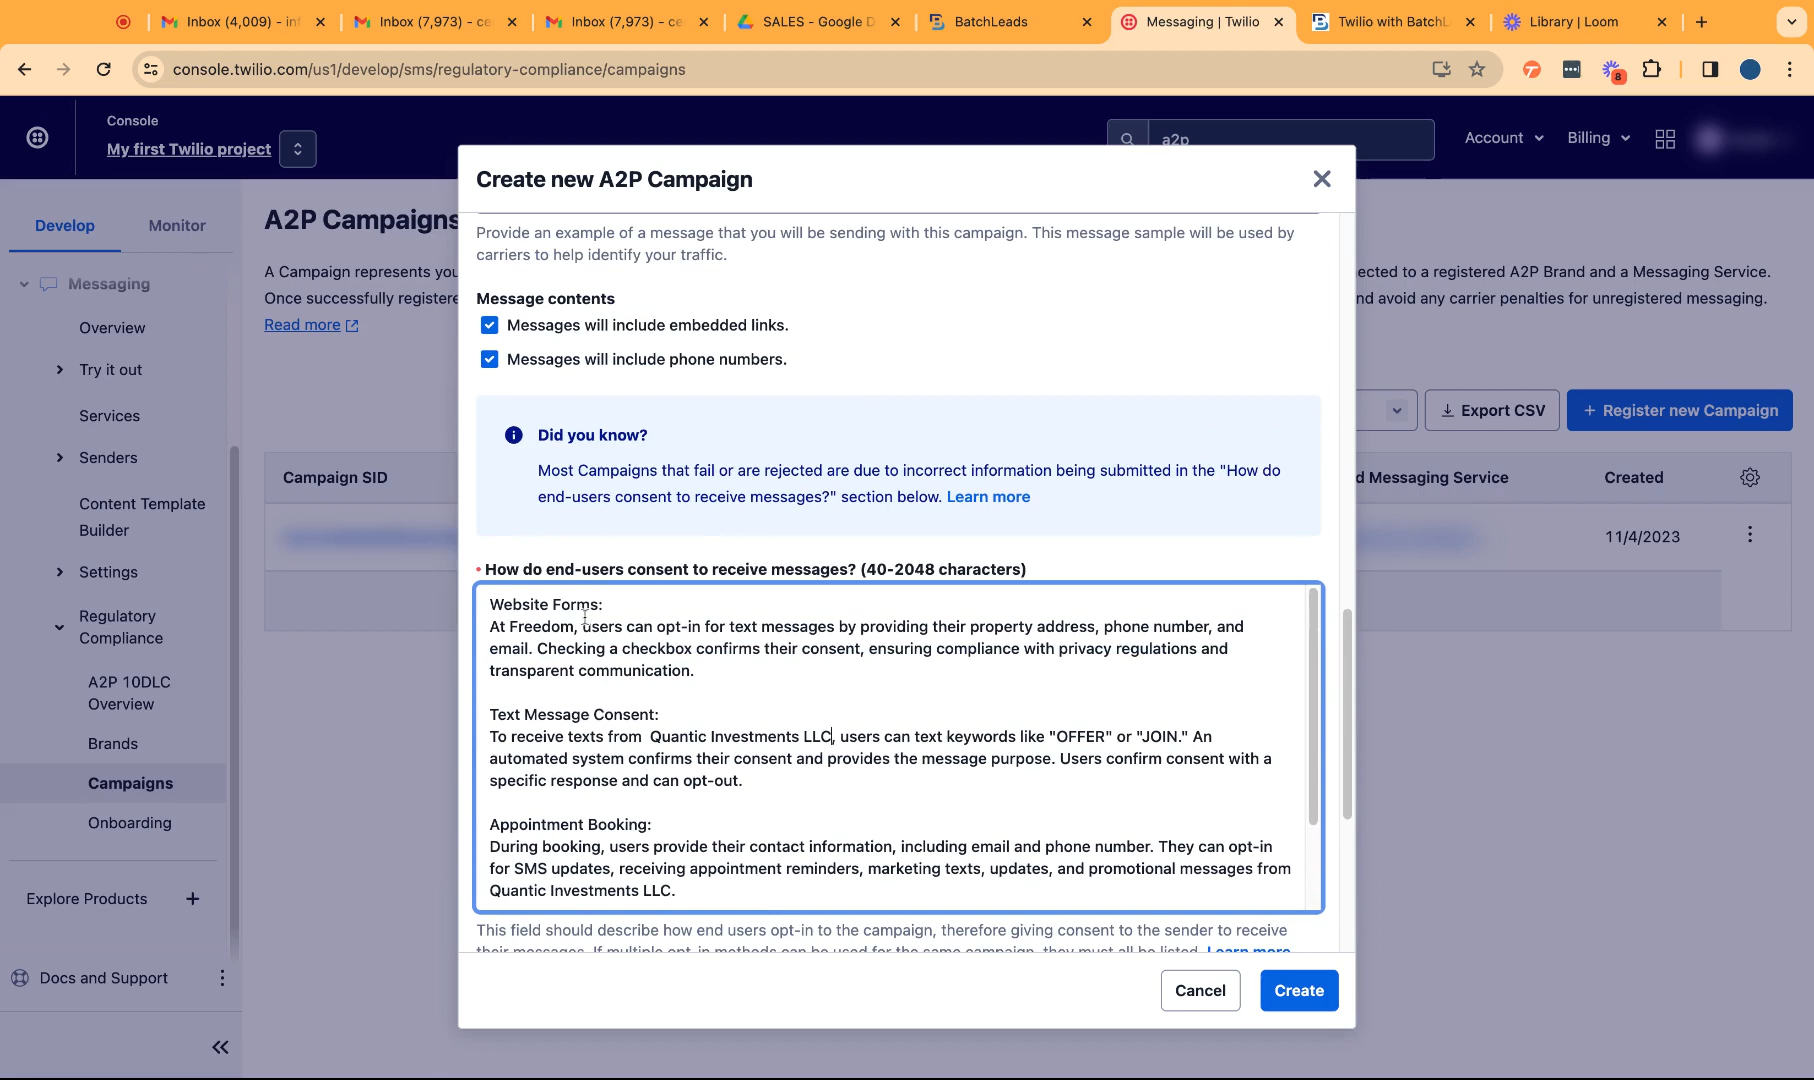 Inbox (4,009) - inf
Inbox (7,973) - ce
Inbox (7,973) - ce
SALES - Google D
BatchLeads
Messaging | Twilio
Twilio with BatchL
Library | Loom
console.twilio.com/us1/develop/sms/regulatory-compliance/campaigns
8
Console
My first Twilio project
a2p
Account
Billing
Develop
Monitor
Messaging
Overview
Try it out
Services
Senders
Content Template
Builder
Settings
Regulatory
Compliance
A2P 10DLC
Overview
Brands
Campaigns
Onboarding
Explore Products
Docs and Support
A2P Campaigns
A Campaign represents you
Once successfully registere
Read more
ected to a registered A2P Brand and a Messaging Service.
nd avoid any carrier penalties for unregistered messaging.
Export CSV
+ Register new Campaign
Campaign SID
d Messaging Service
Created
11/4/2023
Create new A2P Campaign
Provide an example of a message that you will be sending with this campaign. This message sample will be used by
carriers to help identify your traffic.
Message contents
Messages will include embedded links.
Messages will include phone numbers.
Did you know?
Most Campaigns that fail or are rejected are due to incorrect information being submitted in the "How do
end-users consent to receive messages?" section below. Learn more
* How do end-users consent to receive messages? (40-2048 characters)
Website Forms:
At Freedom, users can opt-in for text messages by providing their property address, phone number, and
email. Checking a checkbox confirms their consent, ensuring compliance with privacy regulations and
transparent communication.
Text Message Consent:
To receive texts from  Quantic Investments LLC, users can text keywords like "OFFER" or "JOIN." An
automated system confirms their consent and provides the message purpose. Users confirm consent with a
specific response and can opt-out.
Appointment Booking:
During booking, users provide their contact information, including email and phone number. They can opt-in
for SMS updates, receiving appointment reminders, marketing texts, updates, and promotional messages from
Quantic Investments LLC.
This field should describe how end users opt-in to the campaign, therefore giving consent to the sender to receive
their messages. If multiple opt-in methods can be used for the same campaign, they must all be listed. Learn more
Cancel
Create